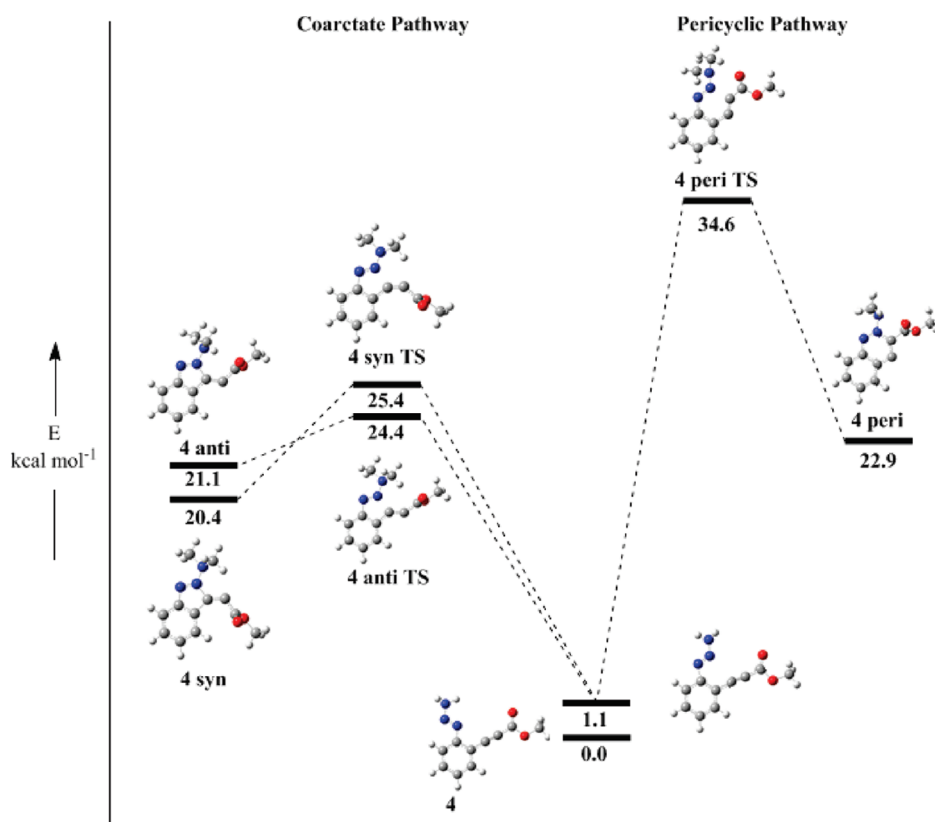 Coarctate Pathway
Pericyclic Pathway
4 peri TS
34.6
4 syn TS
25.4
24.4
4 anti TS
4 anti
21.1
20.4
4 syn
4 peri
22.9
E
kcal mol-1
1.1
0.0
4